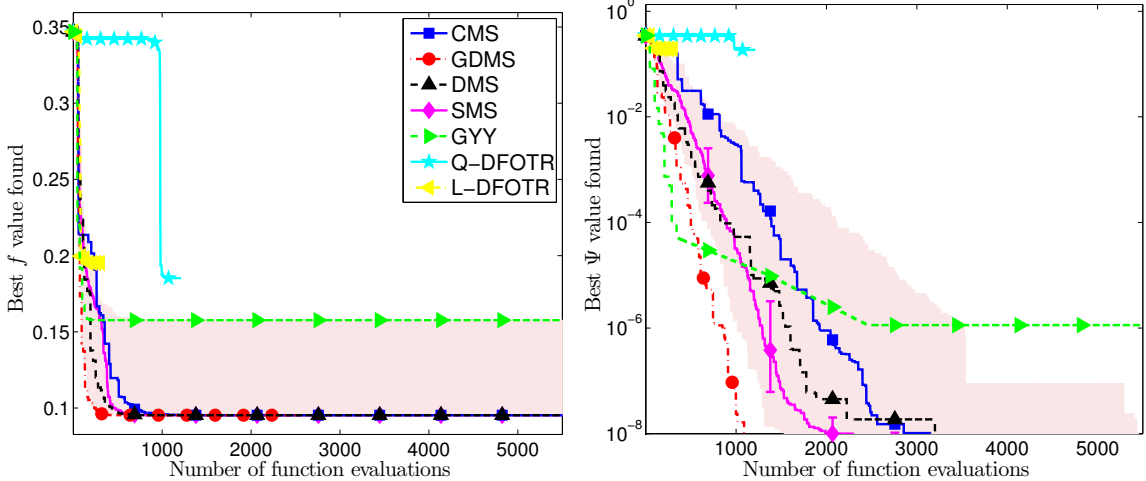 Best f value found
0.35
0.3
0.25
0.2
0.15
0.1
0
1000
2000
3000
4000
5000
Number of function evaluations
CMS
GDMS
DMS
SMS
GYY
Q-DFOTR
L-DFOTR
Best Ψ value found
10^0
10^-2
10^-4
10^-6
10^-8
0
1000
2000
3000
4000
5000
Number of function evaluations